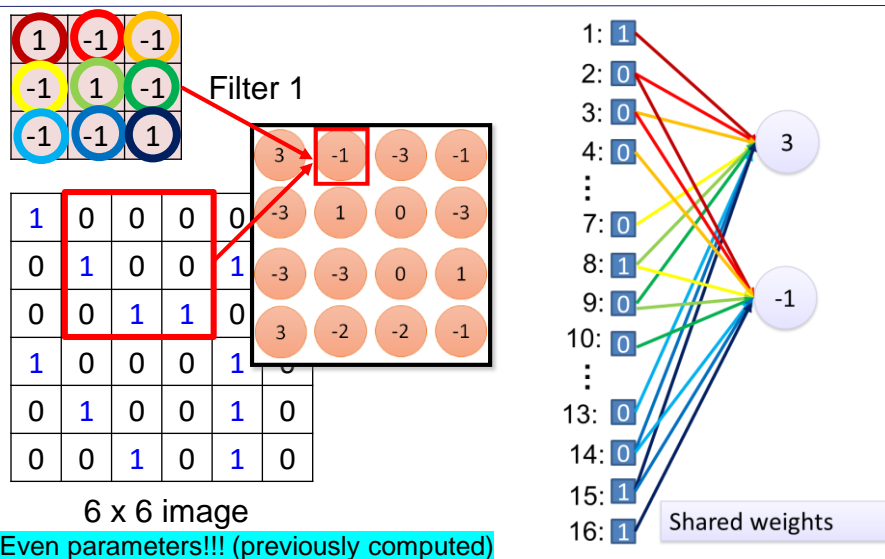 1 -1 -1
-1 1 -1
-1 -1 1
Filter 1
3 -1 -3 -1
-3 1 0 -3
-3 -3 0 1
3 -2 -2 -1
1 0 0 0 0
0 1 0 0 1
0 0 1 1 0
1 0 0 0 1
0 1 0 0 1 0
0 0 1 0 1 0
6 x 6 image
Even parameters!!! (previously computed)
1: 1
2: 0
3: 0
4: 0
⋮
7: 0
8: 1
9: 0
10: 0
⋮
13: 0
14: 0
15: 1
16: 1
3
-1
Shared weights